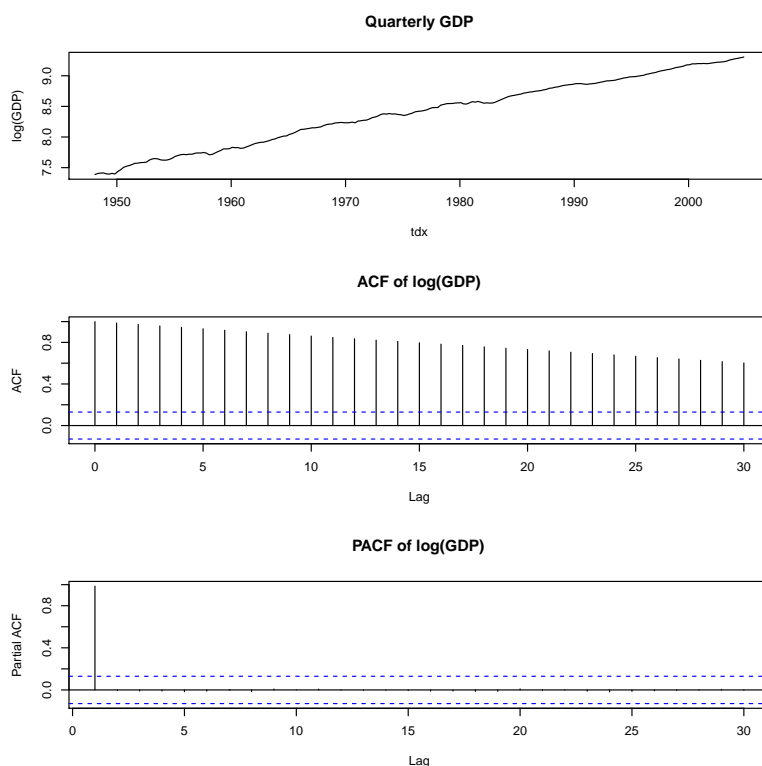 Quarterly GDP
log(GDP)
9.0
8.5
8.0
7.5
1950 1960 1970 1980 1990 2000
tdx
ACF of log(GDP)
ACF
0.8
0.4
0.0
0 5 10 15 20 25 30
Lag
PACF of log(GDP)
Partial ACF
0.8
0.4
0.0
0 5 10 15 20 25 30
Lag